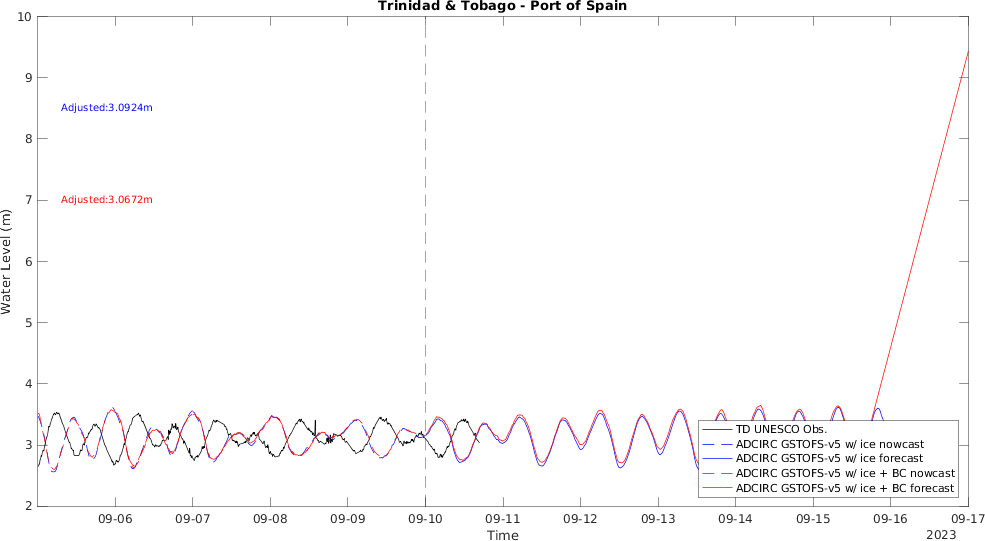 Trinidad & Tobago - Port of Spain
10
9
8
7
6
5
4
3
2
Water Level (m)
Adjusted:3.0924m
Adjusted:3.0672m
TD UNESCO Obs.
ADCIRC GSTOFS-v5 w/ ice nowcast
ADCIRC GSTOFS-v5 w/ ice forecast
ADCIRC GSTOFS-v5 w/ ice + BC nowcast
ADCIRC GSTOFS-v5 w/ ice + BC forecast
09-06 09-07 09-08 09-09 09-10 09-11 09-12 09-13 09-14 09-15 09-16 09-17
Time
2023